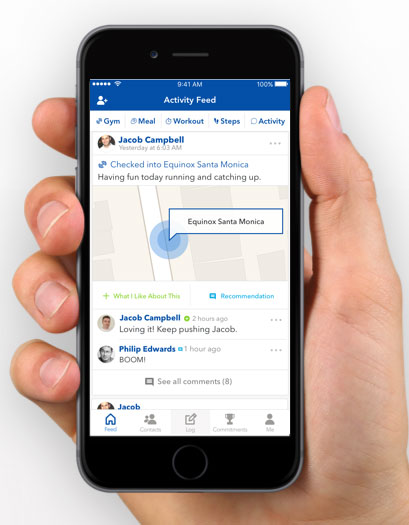 9:41 AM 100%
Activity Feed
Gym Meal Workout Steps Activity
Jacob Campbell
Yesterday at 6:03 AM
Checked into Equinox Santa Monica
Having fun today running and catching up.
Equinox Santa Monica
+ What I Like About This Recommendation
Jacob Campbell 2 hours ago
Loving it! Keep pushing Jacob.
Philip Edwards 1 hour ago
BOOM!
See all comments (8)
Jacob
Feed Contacts Log Commitments Me